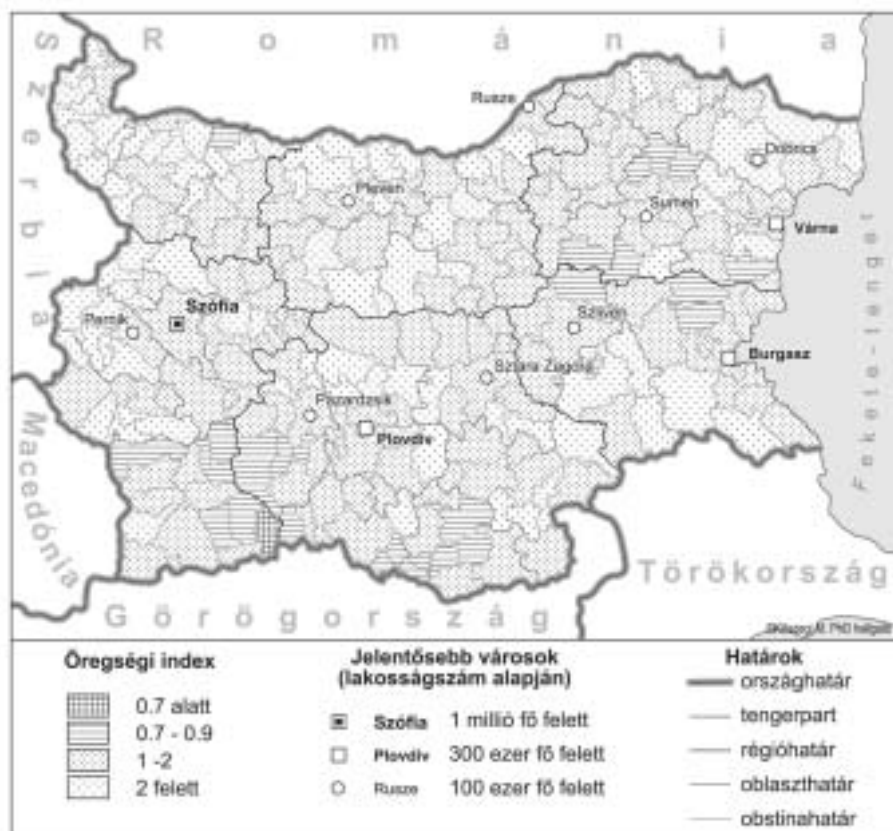 Románia
Szerbia
Rusze
Dobrics
Pleven
Sumen
Várna
Szófia
Pernik
Szliven
Burgasz
Sztara Zagora
Pazardzsik
Plovdiv
Fekete-tenger
Macedónia
Törökország
Görögország
Öregségi index
0.7 alatt
0.7 - 0.9
1 -2
2 felett
Jelentősebb városok
(lakosságszám alapján)
Szófia 1 millió fő felett
Plovdiv 300 ezer fő felett
Rusze 100 ezer fő felett
Határok
országhatár
tengerpart
régióhatár
oblaszthatár
obstinahatár